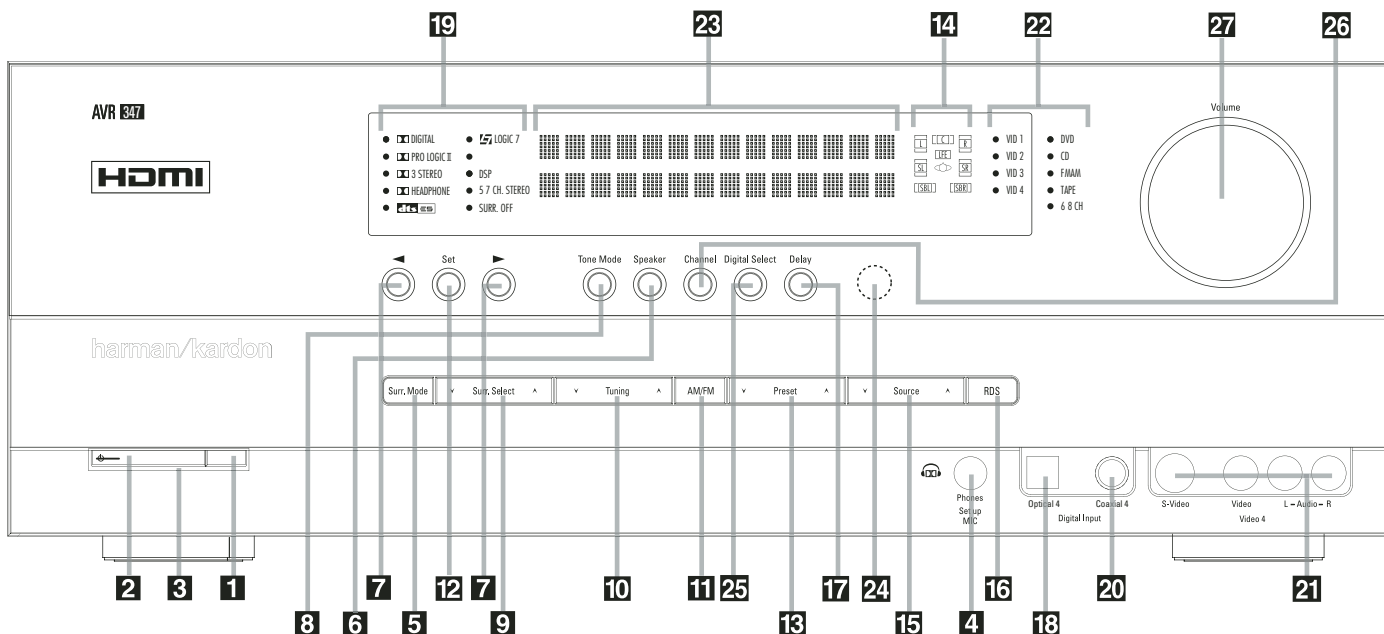 19 23 14 22 27 26
AVR 347
HDMI
Volume
DIGITAL
PRO LOGIC II
3 STEREO
HEADPHONE
dts ES
LOGIC 7
DSP
5 7 CH. STEREO
SURR. OFF
L C R
LFE
SL SR
SBL SBR
VID 1
VID 2
VID 3
VID 4
DVD
CD
FMAM
TAPE
6 8 CH
Set Tone Mode Speaker Channel Digital Select Delay
harman/kardon
Surr. Mode Surr. Select Tuning AM/FM Preset Source RDS
Phones
Set up
MIC
Optical 4 Coaxial 4
Digital Input
S-Video Video L – Audio – R
Video 4
2 3 1 7 12 7 10 11 25 17 24 16 20 21
8 6 5 9 13 15 4 18